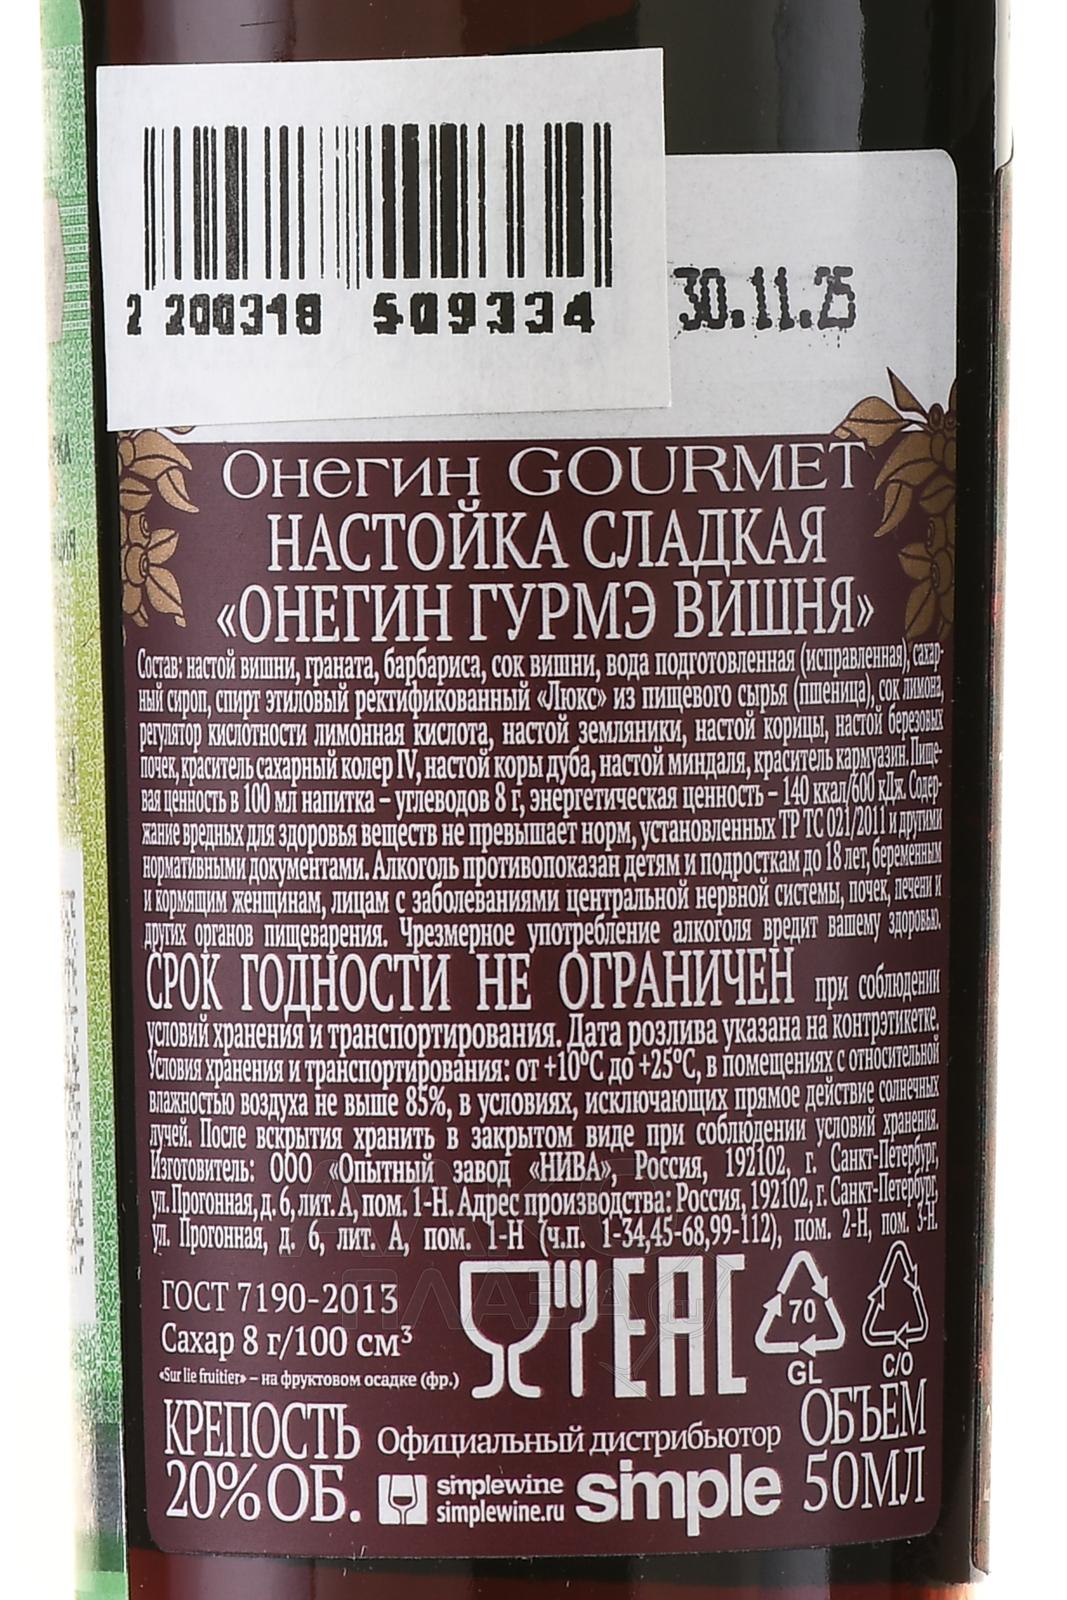 2 200318 509334
30.11.25
Онегин GOURMET
НАСТОЙКА СЛАДКАЯ
«ОНЕГИН ГУРМЭ ВИШНЯ»
Состав: настой вишни, граната, барбариса, сок вишни, вода подготовленная (исправленная), сахар-
ный сироп, спирт этиловый ректификованный «Люкс» из пищевого сырья (пшеница), сок лимона,
регулятор кислотности лимонная кислота, настой земляники, настой корицы, настой березовых
почек, краситель сахарный колер IV, настой коры дуба, настой миндаля, краситель кармуазин. Пище-
вая ценность в 100 мл напитка – углеводов 8 г, энергетическая ценность – 140 ккал/600 кДж. Содер-
жание вредных для здоровья веществ не превышает норм, установленных ТР ТС 021/2011 и другими
нормативными документами. Алкоголь противопоказан детям и подросткам до 18 лет, беременным
и кормящим женщинам, лицам с заболеваниями центральной нервной системы, почек, печени и
других органов пищеварения. Чрезмерное употребление алкоголя вредит вашему здоровью.
СРОК ГОДНОСТИ НЕ ОГРАНИЧЕН при соблюдении
условий хранения и транспортирования. Дата розлива указана на контрэтикетке.
Условия хранения и транспортирования: от +10°С до +25°С, в помещениях с относительной
влажностью воздуха не выше 85%, в условиях, исключающих прямое действие солнечных
лучей. После вскрытия хранить в закрытом виде при соблюдении условий хранения.
Изготовитель: ООО «Опытный завод «НИВА», Россия, 192102, г. Санкт-Петербург,
ул. Прогонная, д. 6, лит. А, пом. 1-Н. Адрес производства: Россия, 192102, г. Санкт-Петербург,
ул. Прогонная, д. 6, лит. А, пом. 1-Н (ч.п. 1-34,45-68,99-112), пом. 2-Н, пом. 3-Н.
ГОСТ 7190-2013
Сахар 8 г/100 см³
«Sur lie fruitier» – на фруктовом осадке (фр.)
ЕАС
70
GL
C/O
КРЕПОСТЬ
20% ОБ.
Официальный дистрибьютор
simplewine
simplewine.ru
simple
ОБЪЕМ
50МЛ
АЛКО
ПЛАЗА.ru